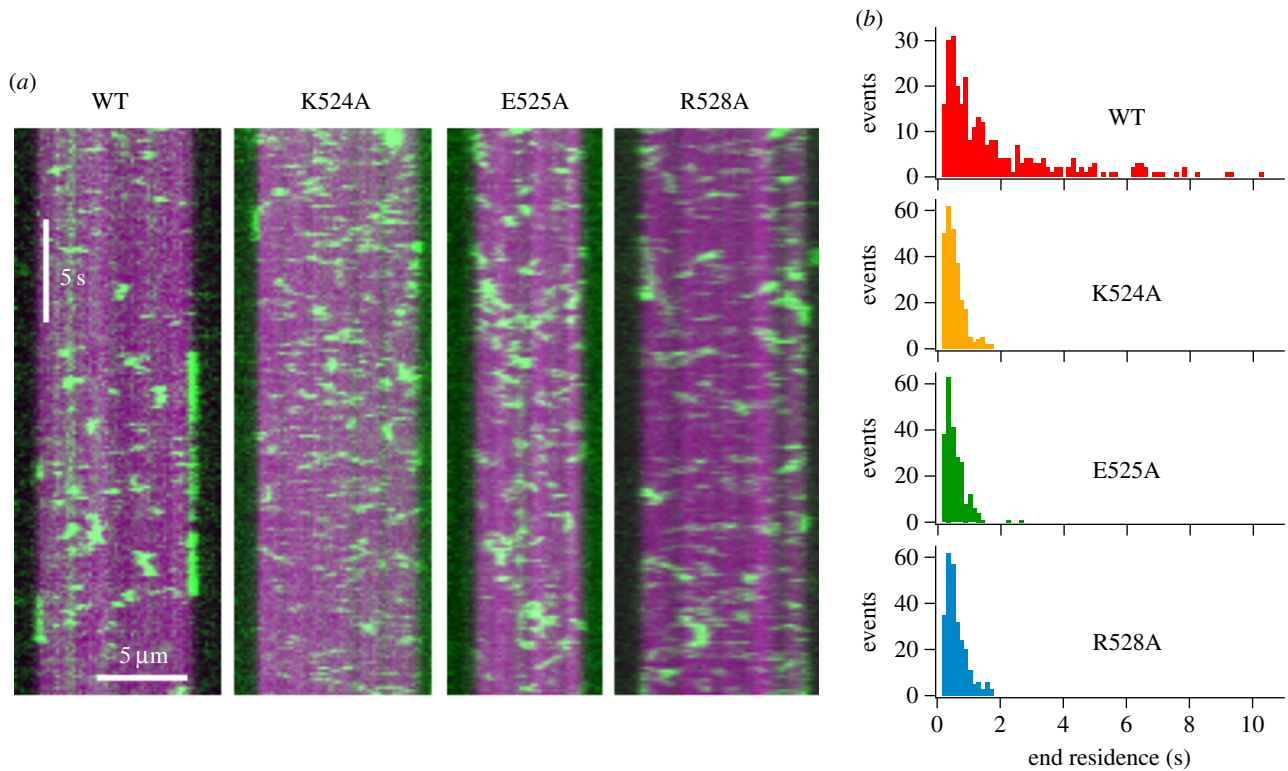 (a)
WT K524A E525A R528A
5 s
5 µm
(b)
30
20
10
0
events
WT
60
40
20
0
events
K524A
60
40
20
0
events
E525A
60
40
20
0
events
R528A
0 2 4 6 8 10
end residence (s)